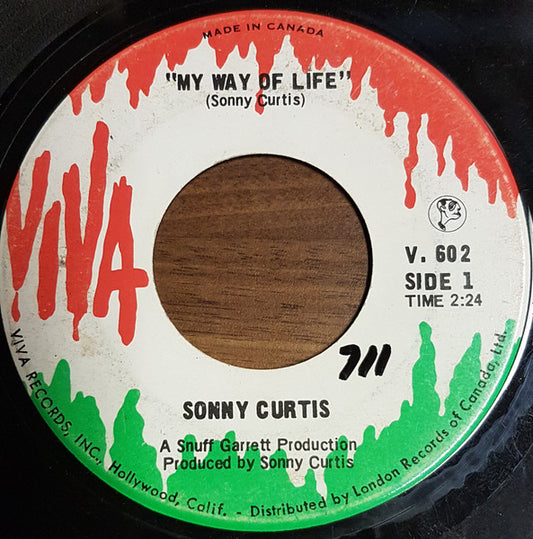 MADE IN CANADA
"MY WAY OF LIFE"
(Sonny Curtis)
VIVA
V. 602
SIDE 1
TIME 2:24
711
SONNY CURTIS
A Snuff Garrett Production
Produced by Sonny Curtis
VIVA RECORDS, INC., Hollywood, Calif. - Distributed by London Records of Canada, Ltd.